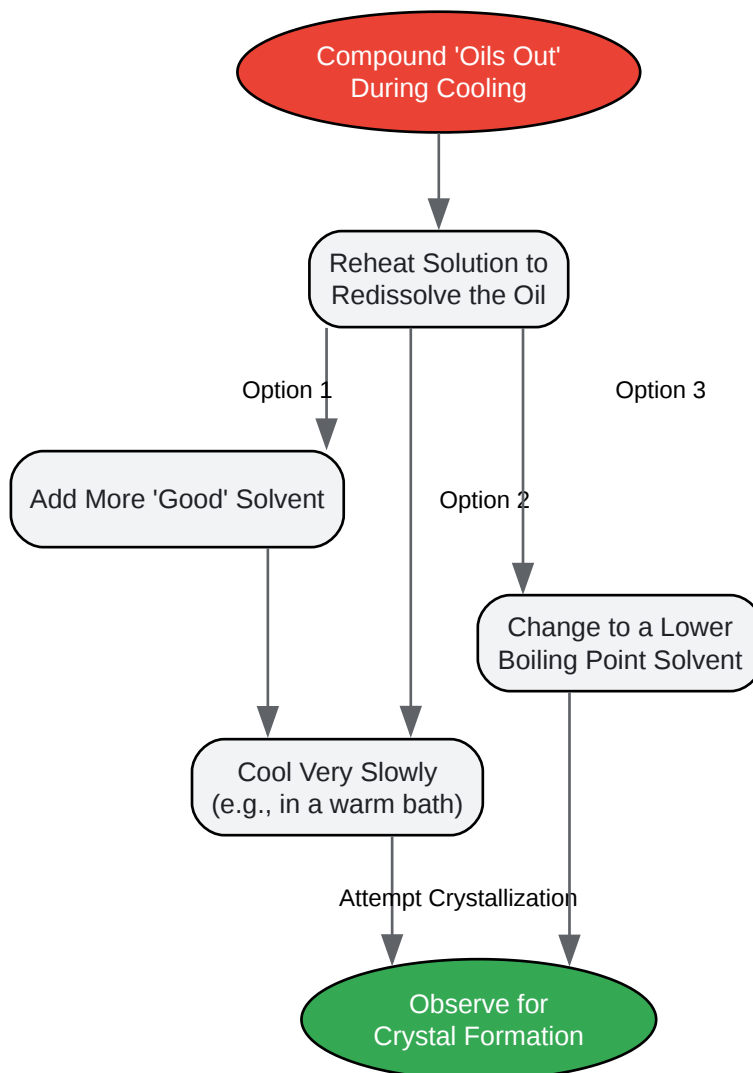 Compound 'Oils Out'
During Cooling
Reheat Solution to
Redissolve the Oil
Option 1
Option 3
Add More 'Good' Solvent
Option 2
Change to a Lower
Boiling Point Solvent
Cool Very Slowly
(e.g., in a warm bath)
Attempt Crystallization
Observe for
Crystal Formation